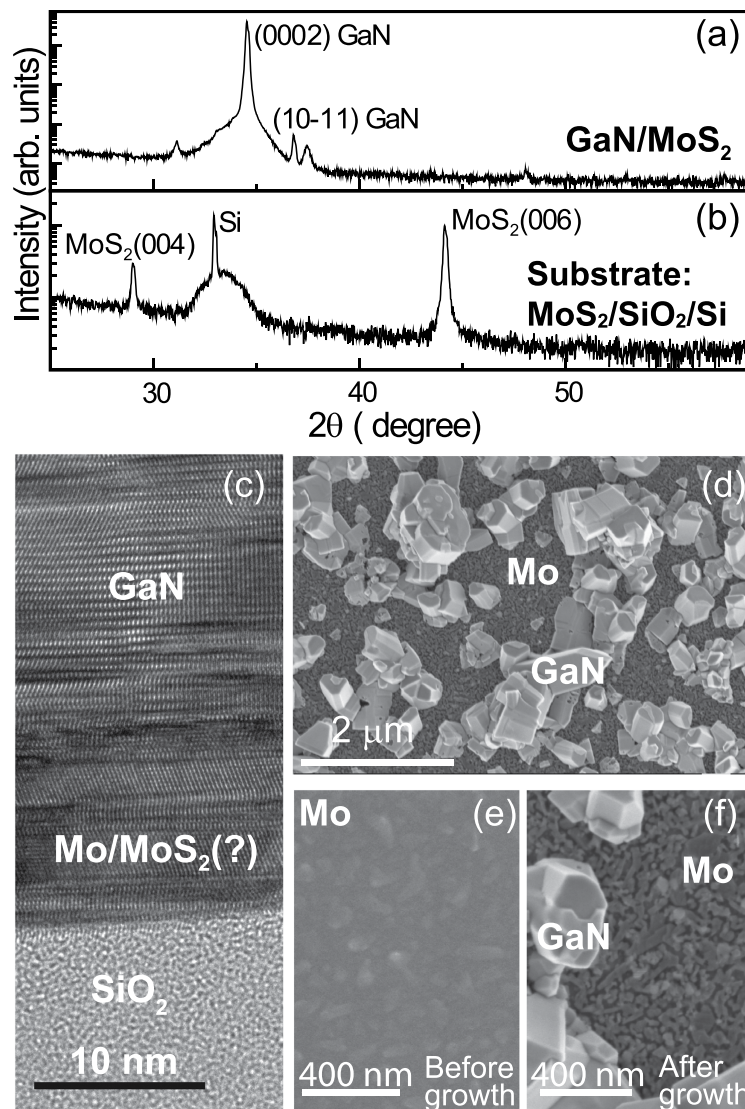 (a)
(0002) GaN
(10-11) GaN
GaN/MoS₂
Intensity (arb. units)
(b)
MoS₂(004)
Si
MoS₂(006)
Substrate:
MoS₂/SiO₂/Si
30
40
50
2θ ( degree)
(c)
GaN
Mo/MoS₂(?)
SiO₂
10 nm
(d)
Mo
GaN
2 μm
Mo
(e)
400 nm
Before
growth
(f)
Mo
GaN
400 nm
After
growth